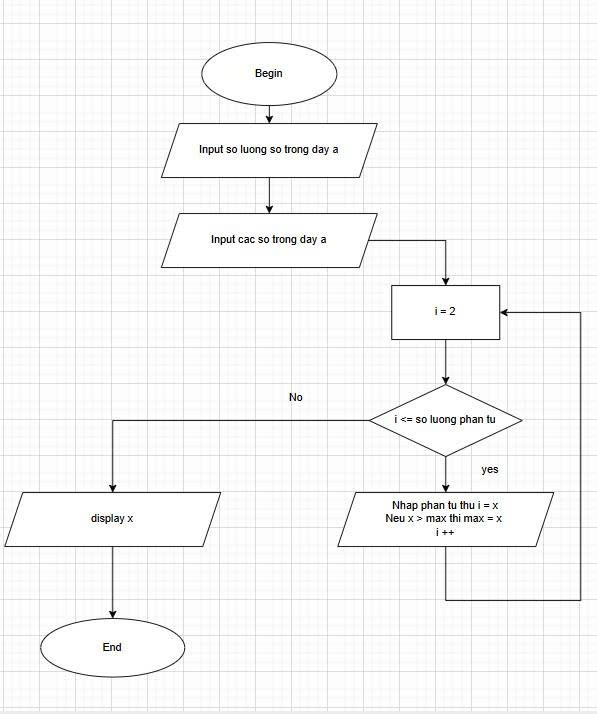 Begin
Input so luong so trong day a
Input cac so trong day a
i = 2
i <= so luong phan tu
No
yes
Nhap phan tu thu i = x
Neu x > max thi max = x
i ++
display x
End